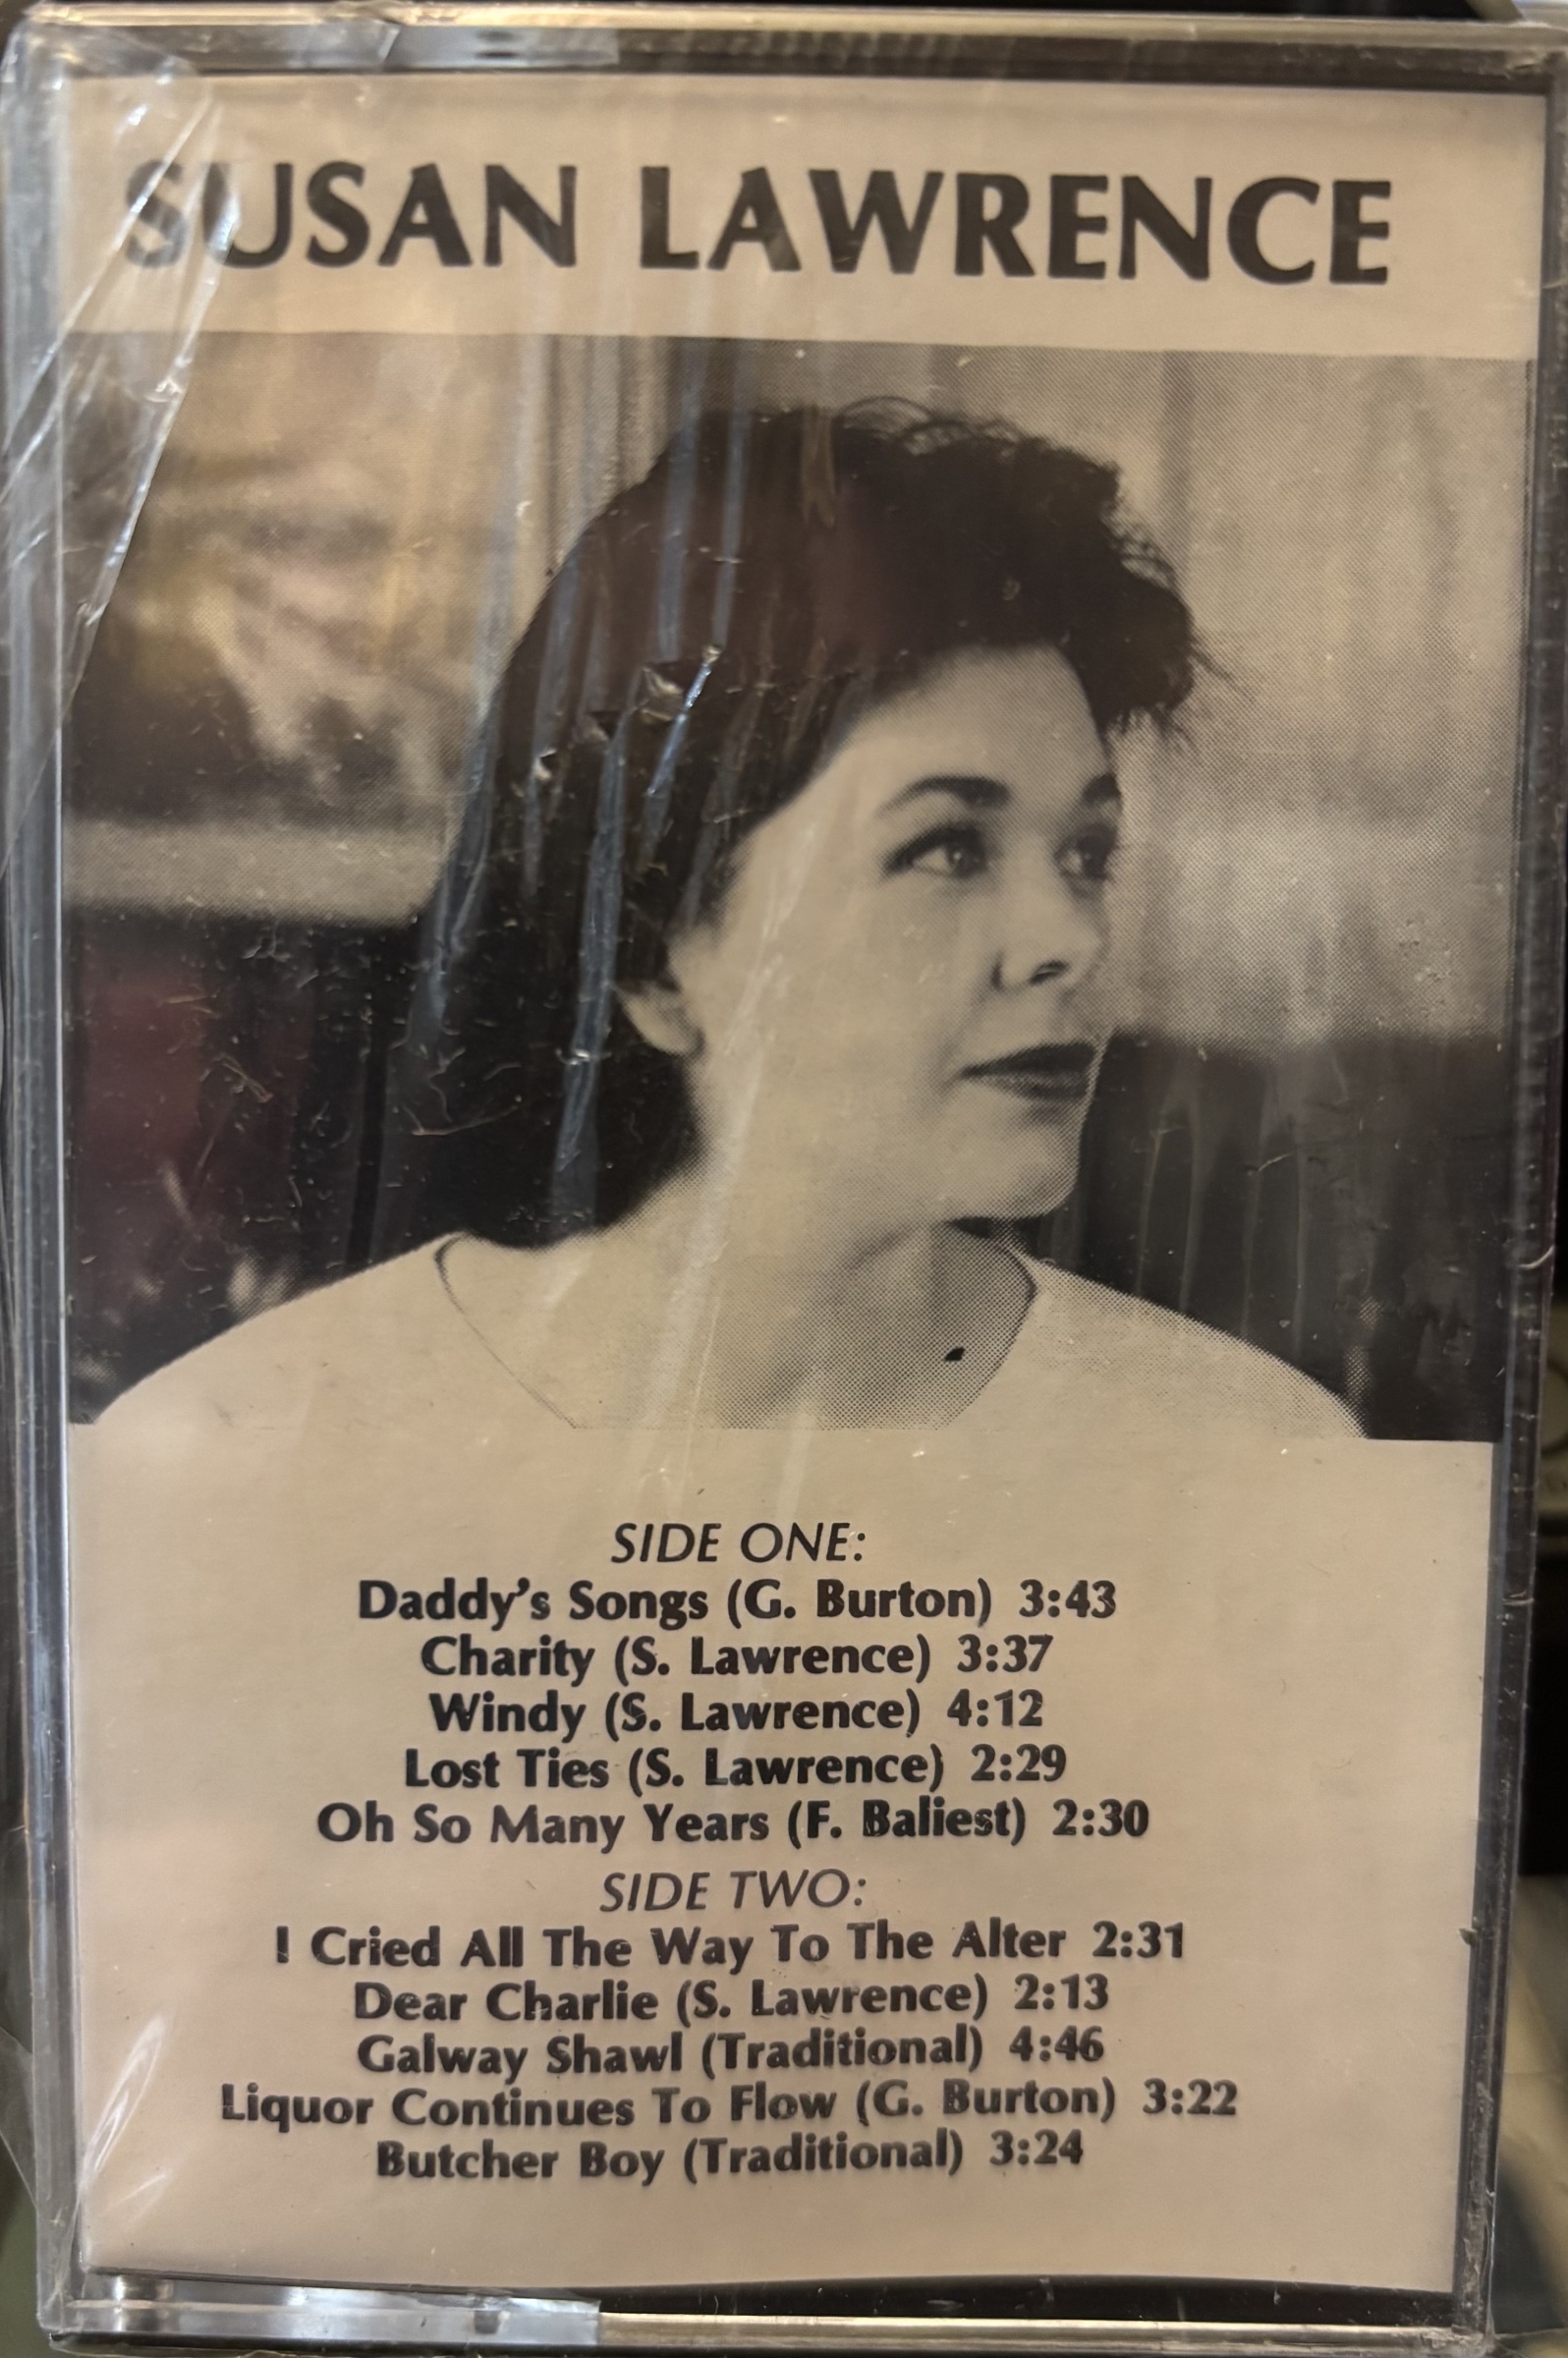 SUSAN LAWRENCE
SIDE ONE:
Daddy's Songs (G. Burton) 3:43
Charity (S. Lawrence) 3:37
Windy (S. Lawrence) 4:12
Lost Ties (S. Lawrence) 2:29
Oh So Many Years (F. Baliest) 2:30
SIDE TWO:
I Cried All The Way To The Alter 2:31
Dear Charlie (S. Lawrence) 2:13
Galway Shawl (Traditional) 4:46
Liquor Continues To Flow (G. Burton) 3:22
Butcher Boy (Traditional) 3:24